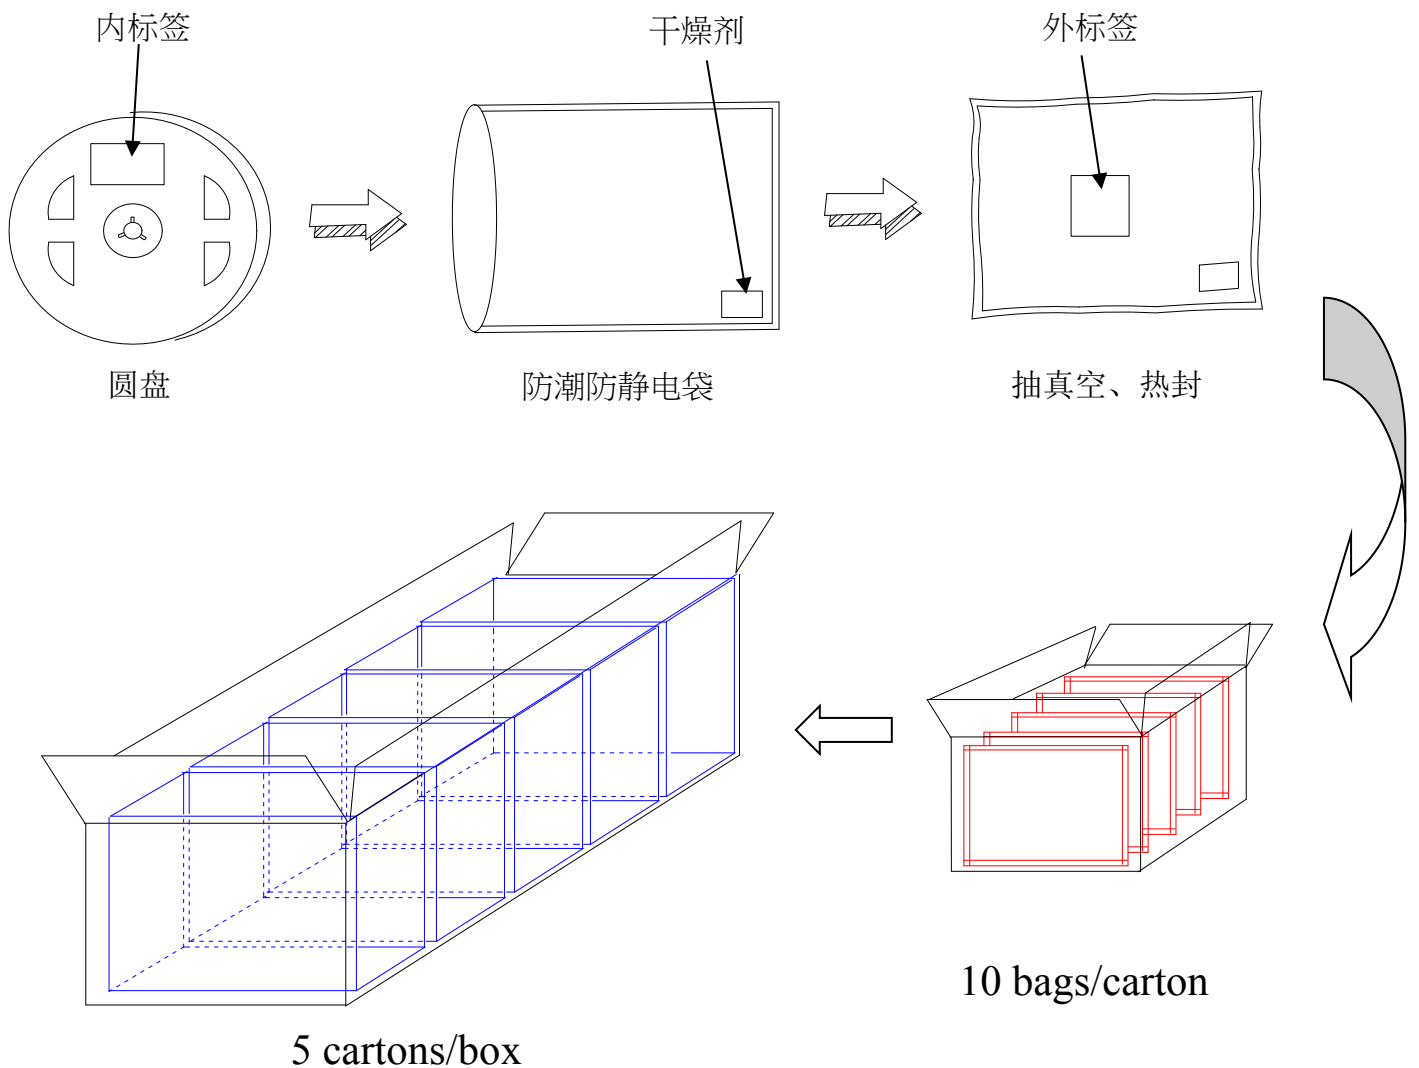 内标签
干燥剂
外标签
圆盘
防潮防静电袋
抽真空、热封
10 bags/carton
5 cartons/box